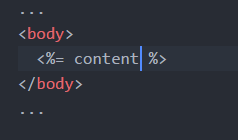 ...
<body>
  <%= content %>
</body>
...